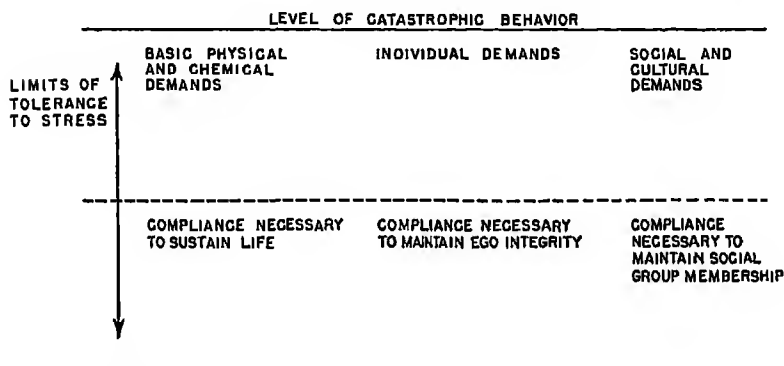 LEVEL OF CATASTROPHIC BEHAVIOR
LIMITS OF
TOLERANCE
TO STRESS
BASIC PHYSICAL
AND CHEMICAL
DEMANDS
INDIVIDUAL DEMANDS
SOCIAL AND
CULTURAL
DEMANDS
COMPLIANCE NECESSARY
TO SUSTAIN LIFE
COMPLIANCE NECESSARY
TO MAINTAIN EGO INTEGRITY
COMPLIANCE
NECESSARY TO
MAINTAIN SOCIAL
GROUP MEMBERSHIP